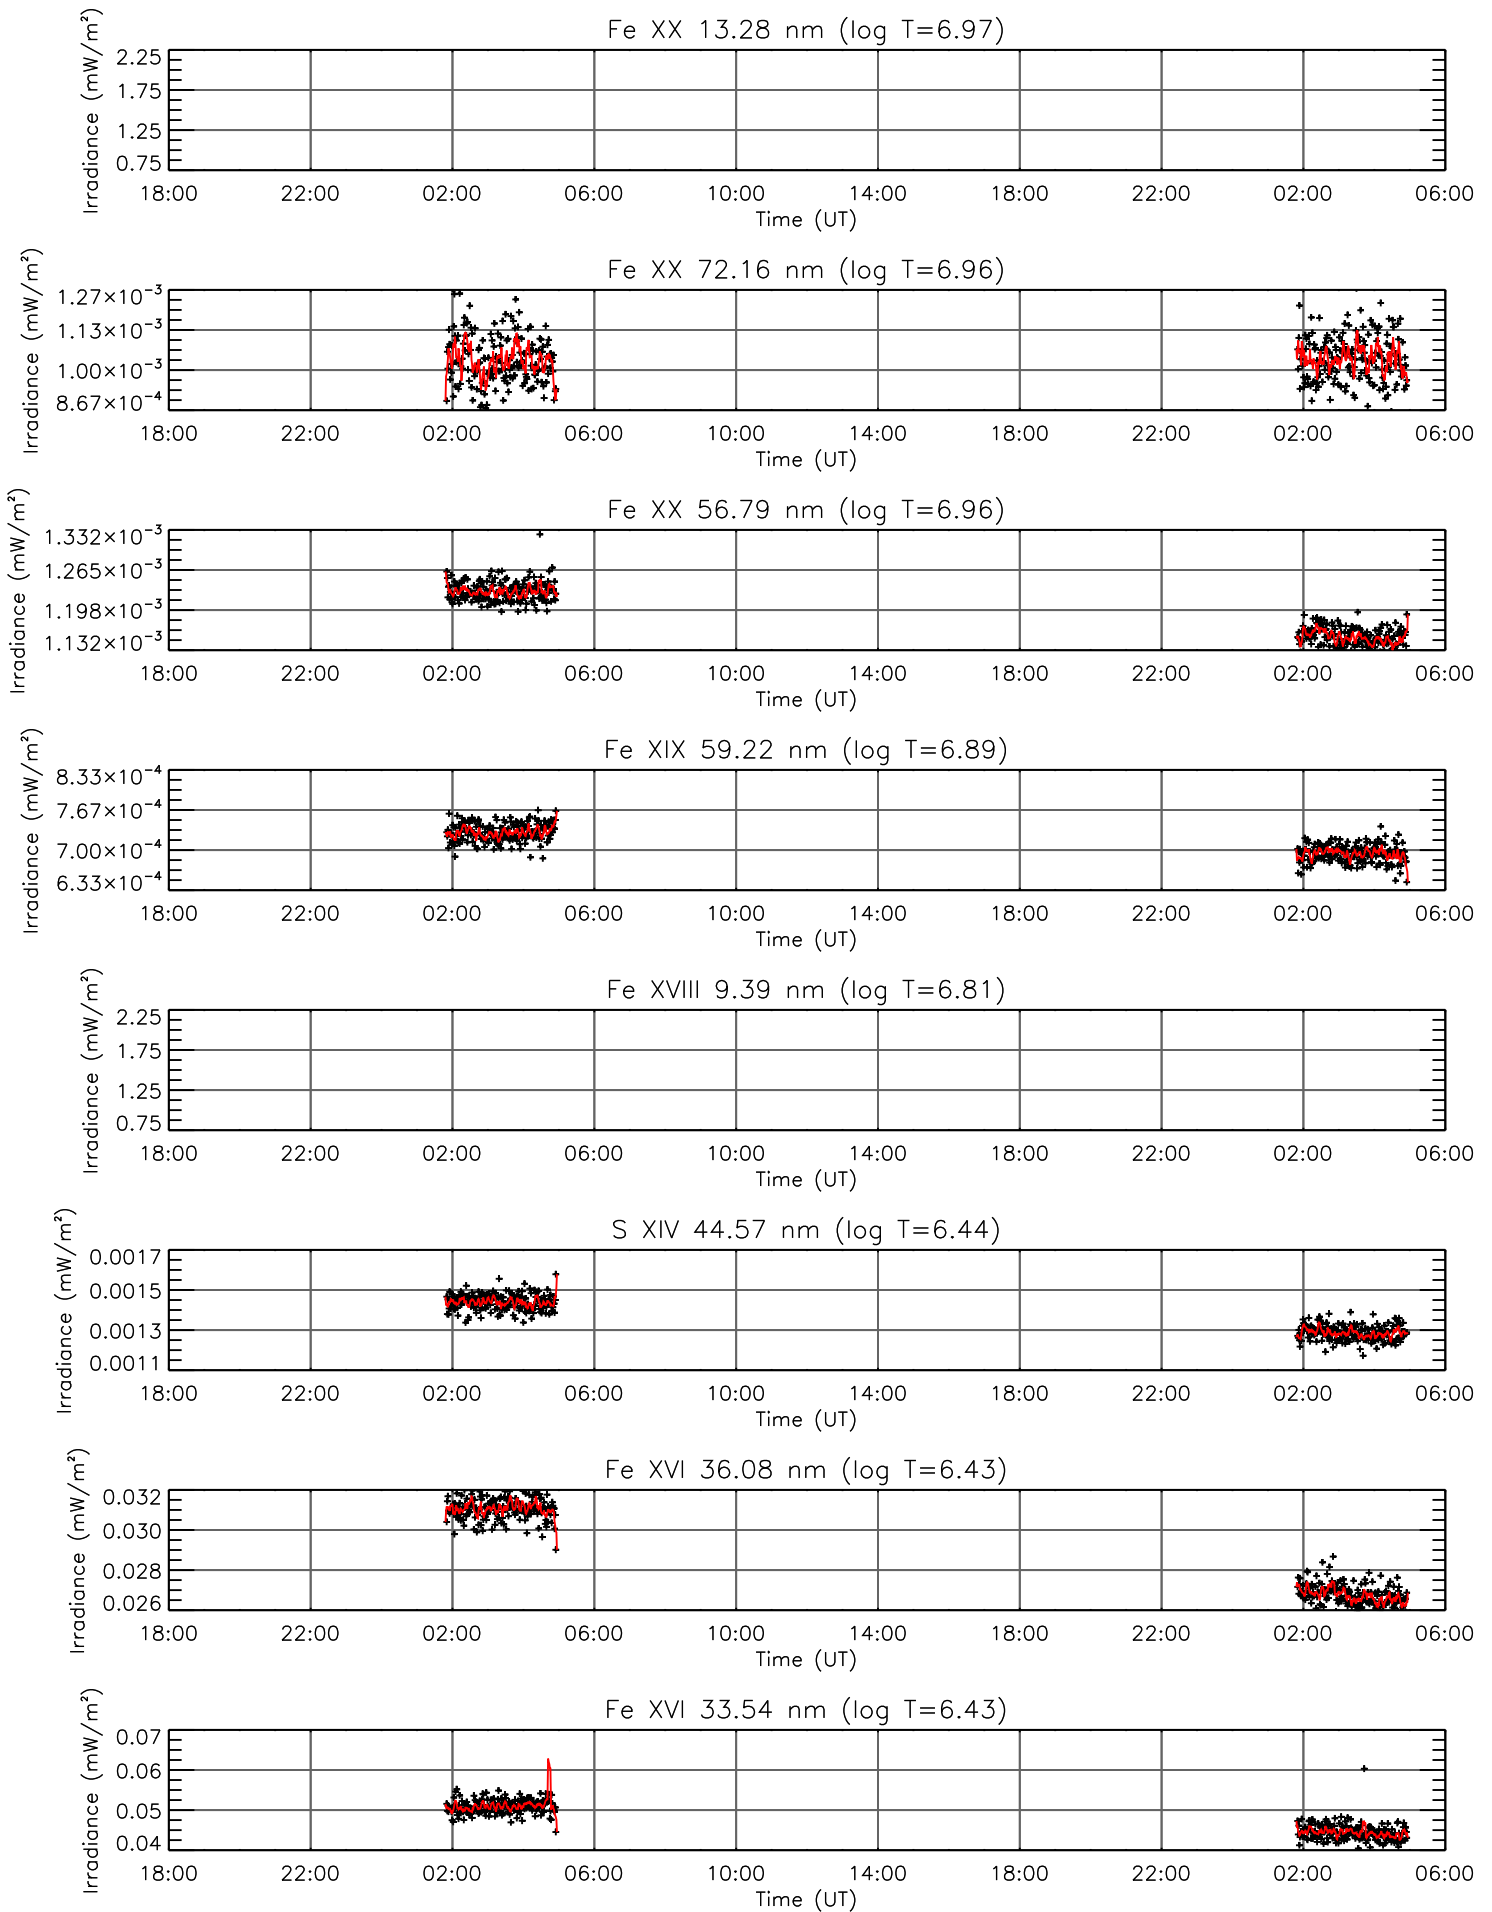 Fe XX 13.28 nm (log T=6.97)
Irradiance (mW/m²)
2.25
1.75
1.25
0.75
18:00 22:00 02:00 06:00 10:00 14:00 18:00 22:00 02:00 06:00
Time (UT)
Fe XX 72.16 nm (log T=6.96)
Irradiance (mW/m²)
1.27×10⁻³
1.13×10⁻³
1.00×10⁻³
8.67×10⁻⁴
18:00 22:00 02:00 06:00 10:00 14:00 18:00 22:00 02:00 06:00
Time (UT)
Fe XX 56.79 nm (log T=6.96)
Irradiance (mW/m²)
1.332×10⁻³
1.265×10⁻³
1.198×10⁻³
1.132×10⁻³
18:00 22:00 02:00 06:00 10:00 14:00 18:00 22:00 02:00 06:00
Time (UT)
Fe XIX 59.22 nm (log T=6.89)
Irradiance (mW/m²)
8.33×10⁻⁴
7.67×10⁻⁴
7.00×10⁻⁴
6.33×10⁻⁴
18:00 22:00 02:00 06:00 10:00 14:00 18:00 22:00 02:00 06:00
Time (UT)
Fe XVIII 9.39 nm (log T=6.81)
Irradiance (mW/m²)
2.25
1.75
1.25
0.75
18:00 22:00 02:00 06:00 10:00 14:00 18:00 22:00 02:00 06:00
Time (UT)
S XIV 44.57 nm (log T=6.44)
Irradiance (mW/m²)
0.0017
0.0015
0.0013
0.0011
18:00 22:00 02:00 06:00 10:00 14:00 18:00 22:00 02:00 06:00
Time (UT)
Fe XVI 36.08 nm (log T=6.43)
Irradiance (mW/m²)
0.032
0.030
0.028
0.026
18:00 22:00 02:00 06:00 10:00 14:00 18:00 22:00 02:00 06:00
Time (UT)
Fe XVI 33.54 nm (log T=6.43)
Irradiance (mW/m²)
0.07
0.06
0.05
0.04
18:00 22:00 02:00 06:00 10:00 14:00 18:00 22:00 02:00 06:00
Time (UT)